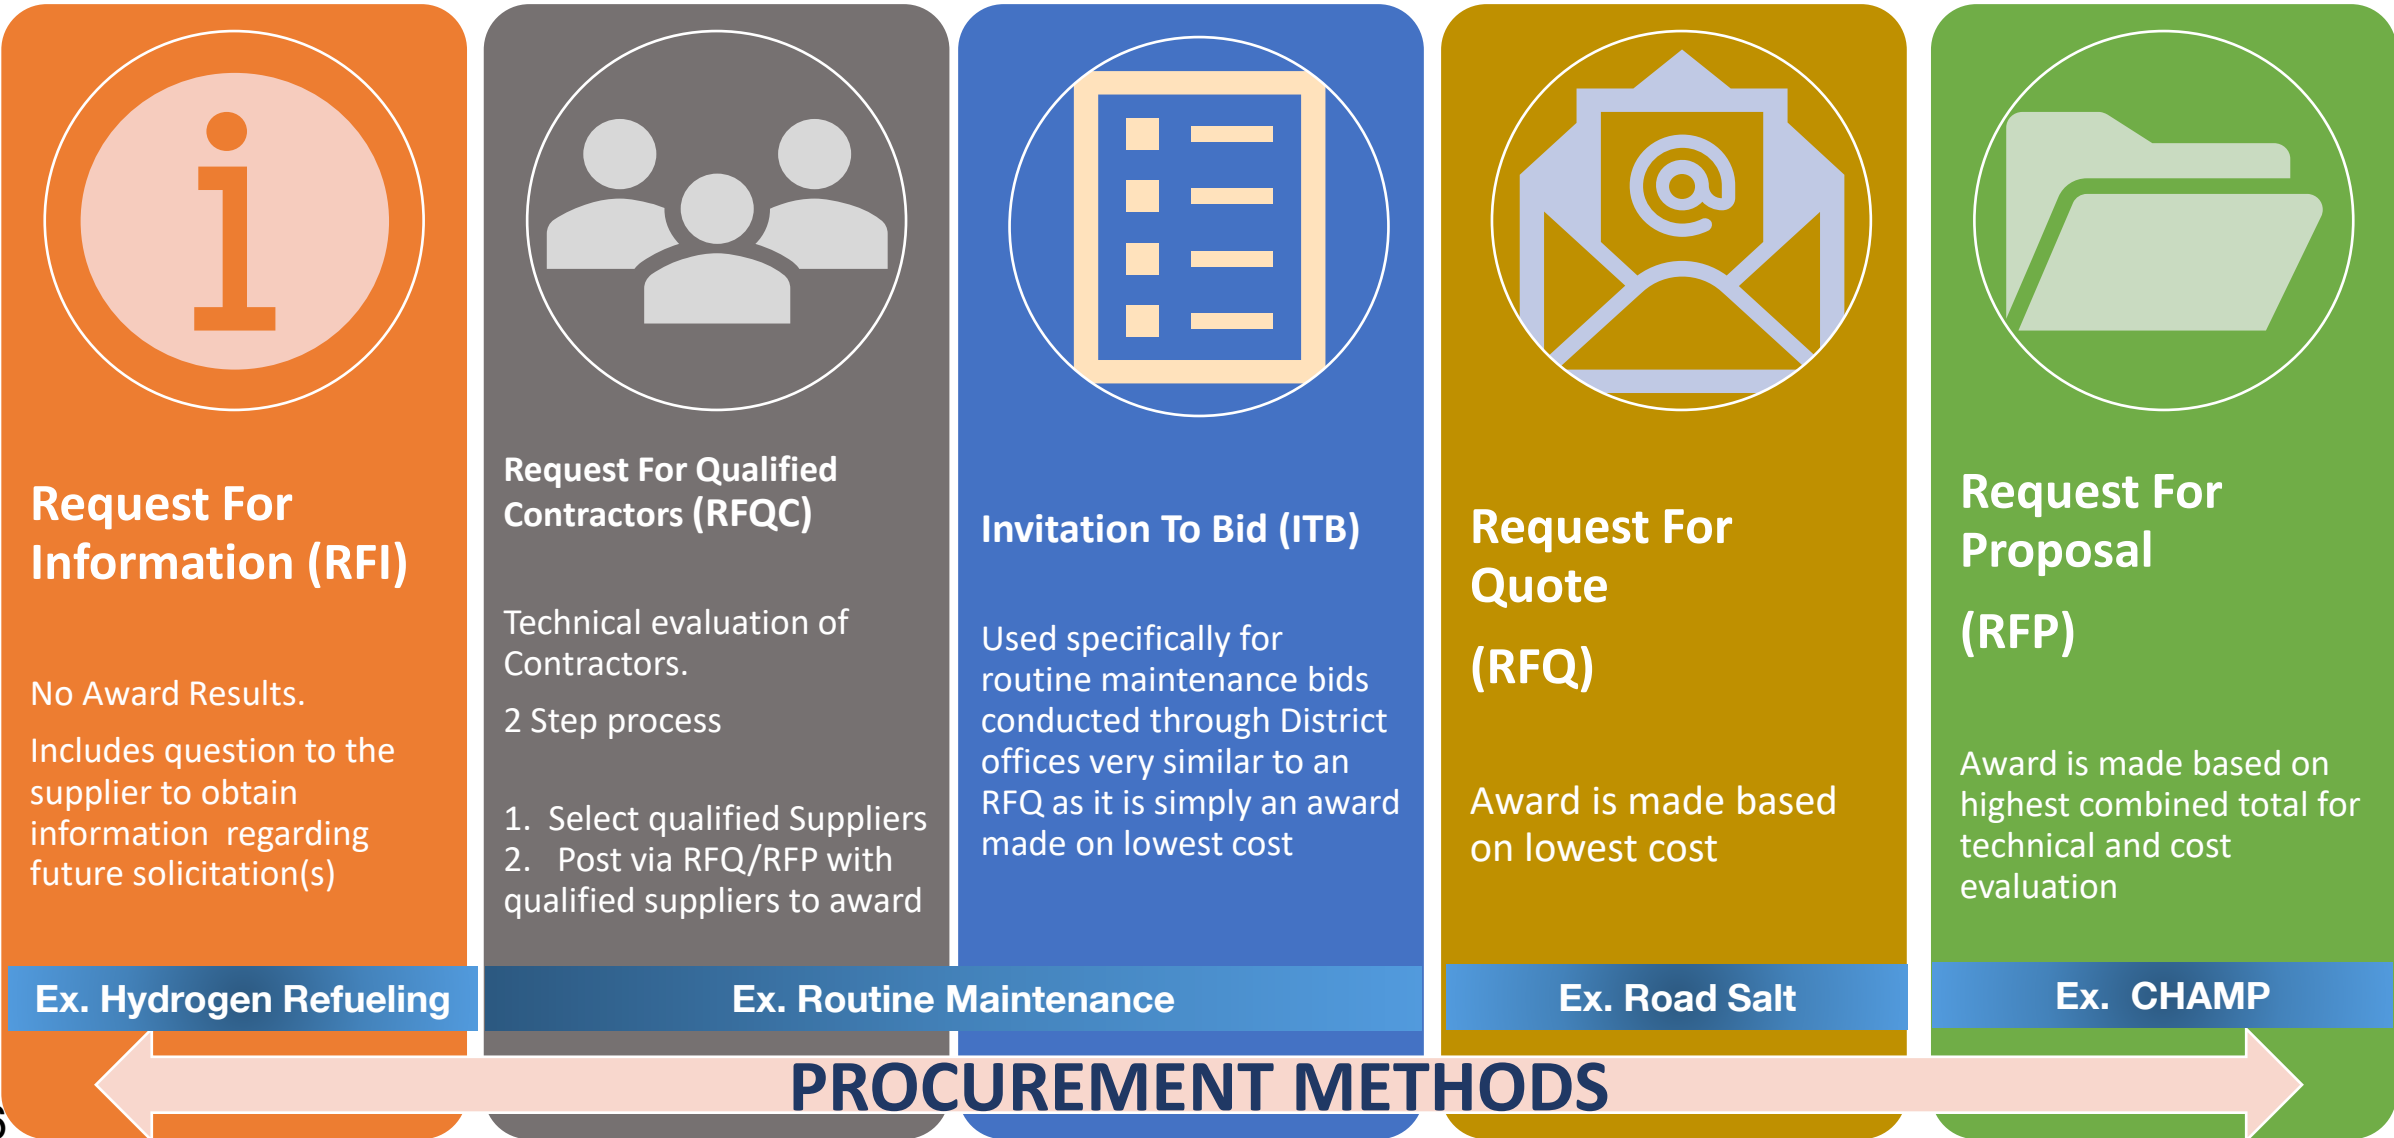 Request For
Information (RFI)
No Award Results.
Includes question to the
supplier to obtain
information regarding
future solicitation(s)
Ex. Hydrogen Refueling
Request For Qualified
Contractors (RFQC)
Technical evaluation of
Contractors.
2 Step process
1. Select qualified Suppliers
2. Post via RFQ/RFP with
qualified suppliers to award
Invitation To Bid (ITB)
Used specifically for
routine maintenance bids
conducted through District
offices very similar to an
RFQ as it is simply an award
made on lowest cost
Ex. Routine Maintenance
Request For
Quote
(RFQ)
Award is made based
on lowest cost
Ex. Road Salt
Request For
Proposal
(RFP)
Award is made based on
highest combined total for
technical and cost
evaluation
Ex. CHAMP
PROCUREMENT METHODS